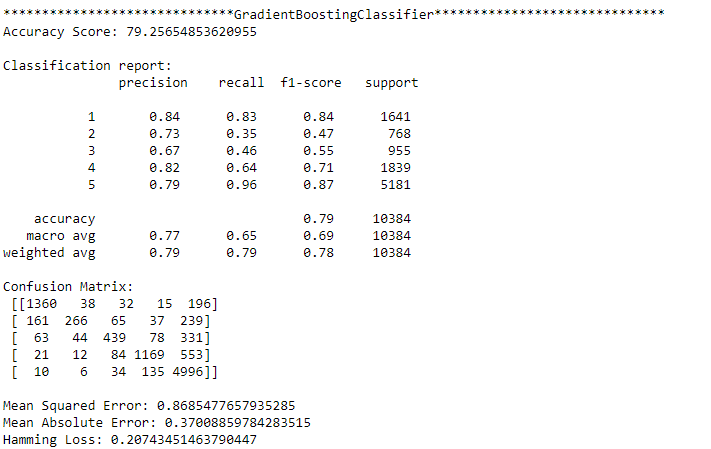 ******************************GradientBoostingClassifier******************************
Accuracy Score: 79.25654853620955
Classification report:
precision recall f1-score support
1 0.84 0.83 0.84 1641
2 0.73 0.35 0.47 768
3 0.67 0.46 0.55 955
4 0.82 0.64 0.71 1839
5 0.79 0.96 0.87 5181
accuracy 0.79 10384
macro avg 0.77 0.65 0.69 10384
weighted avg 0.79 0.79 0.78 10384
Confusion Matrix:
[[1360 38 32 15 196]
[ 161 266 65 37 239]
[ 63 44 439 78 331]
[ 21 12 84 1169 553]
[ 10 6 34 135 4996]]
Mean Squared Error: 0.8685477657935285
Mean Absolute Error: 0.37008859784283515
Hamming Loss: 0.20743451463790447